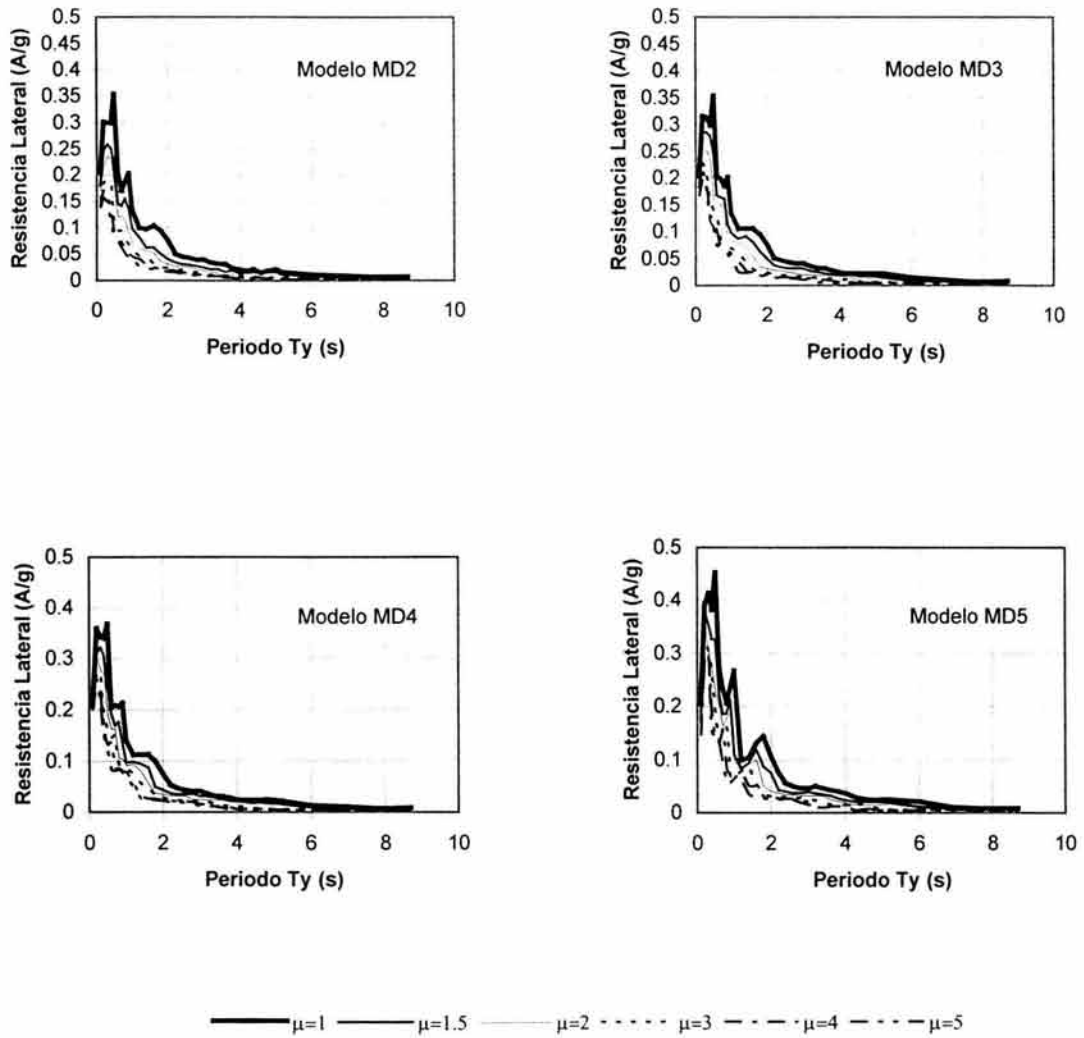 Modelo MD2
Resistencia Lateral (A/g)
0.5
0.45
0.4
0.35
0.3
0.25
0.2
0.15
0.1
0.05
0
0 2 4 6 8 10
Periodo Ty (s)
Modelo MD3
Resistencia Lateral (A/g)
0.5
0.45
0.4
0.35
0.3
0.25
0.2
0.15
0.1
0.05
0
0 2 4 6 8 10
Periodo Ty (s)
Modelo MD4
Resistencia Lateral (A/g)
0.5
0.4
0.3
0.2
0.1
0
0 2 4 6 8 10
Periodo Ty (s)
Modelo MD5
Resistencia Lateral (A/g)
0.5
0.4
0.3
0.2
0.1
0
0 2 4 6 8 10
Periodo Ty (s)
μ=1 μ=1.5 μ=2 μ=3 μ=4 μ=5